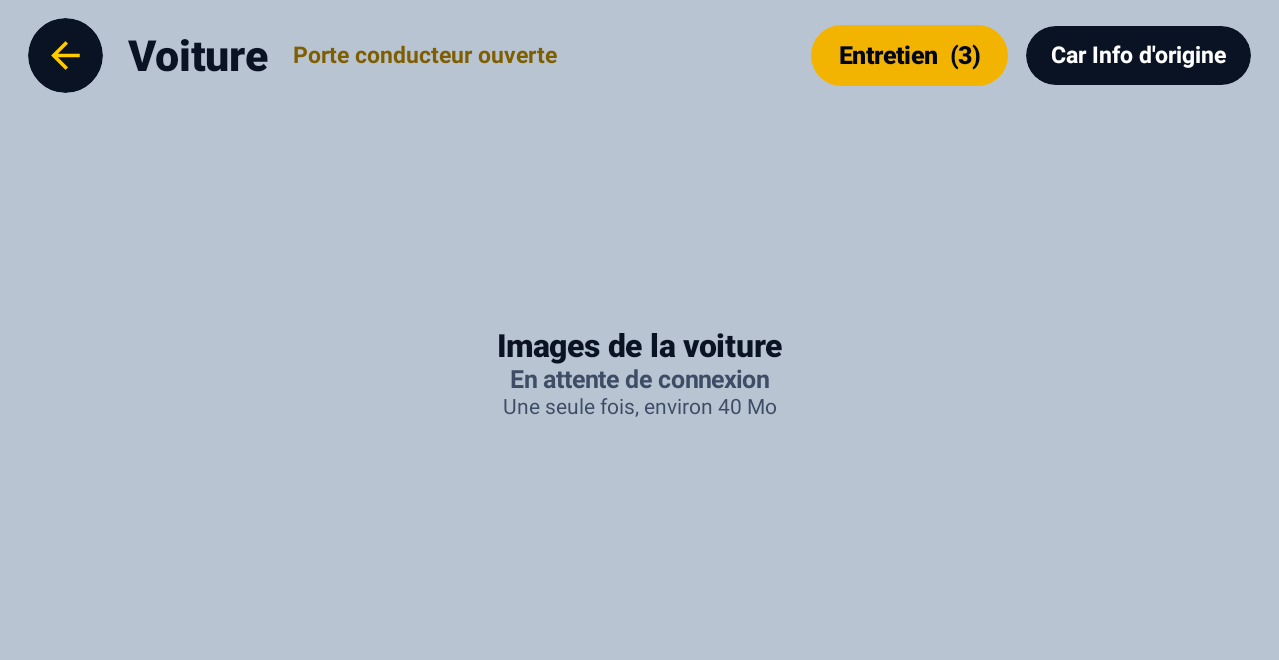 Voiture
Porte conducteur ouverte
Entretien (3)
Car Info d'origine
Images de la voiture
En attente de connexion
Une seule fois, environ 40 Mo